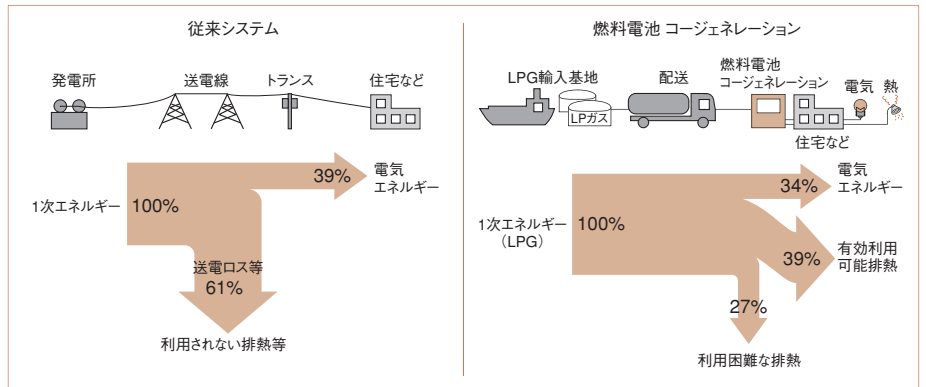 従来システム
発電所
送電線
トランス
住宅など
1次エネルギー
100%
39%
電気
エネルギー
送電ロス等
61%
利用されない排熱等
燃料電池 コージェネレーション
LPG輸入基地
LPガス
配送
燃料電池
コージェネレーション
電気
熱
住宅など
1次エネルギー
(LPG)
100%
34%
電気
エネルギー
39%
有効利用
可能排熱
27%
利用困難な排熱